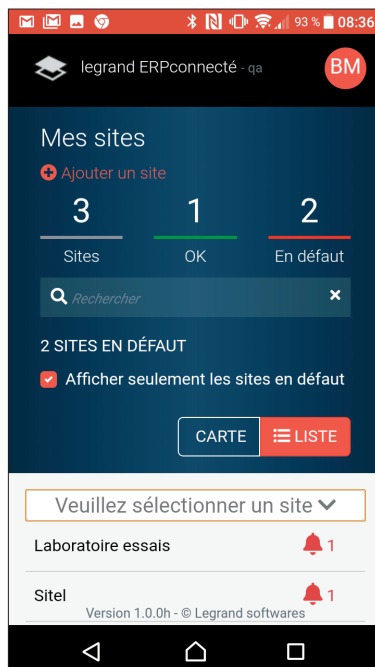 93 % 08:36
legrand ERPconnecté - qa
BM
Mes sites
Ajouter un site
3 1 2
Sites OK En défaut
Rechercher
2 SITES EN DÉFAUT
Afficher seulement les sites en défaut
CARTE LISTE
Veuillez sélectionner un site
Laboratoire essais 1
Sitel 1
Version 1.0.0h - © Legrand softwares